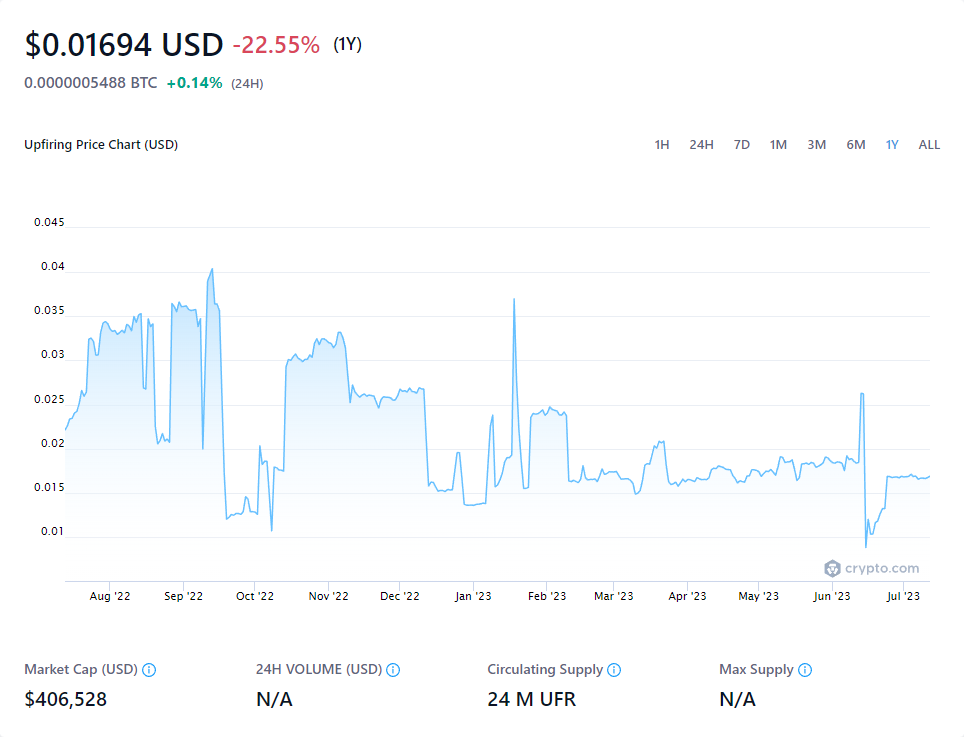 $0.01694 USD -22.55% (1Y)
0.0000005488 BTC +0.14% (24H)
Upfiring Price Chart (USD) 1H 24H 7D 1M 3M 6M 1Y ALL
0.045
0.04
0.035
0.03
0.025
0.02
0.015
0.01
crypto.com
Aug '22 Sep '22 Oct '22 Nov '22 Dec '22 Jan '23 Feb '23 Mar '23 Apr '23 May '23 Jun '23 Jul '23
Market Cap (USD) 24H VOLUME (USD) Circulating Supply Max Supply
$406,528 N/A 24 M UFR N/A